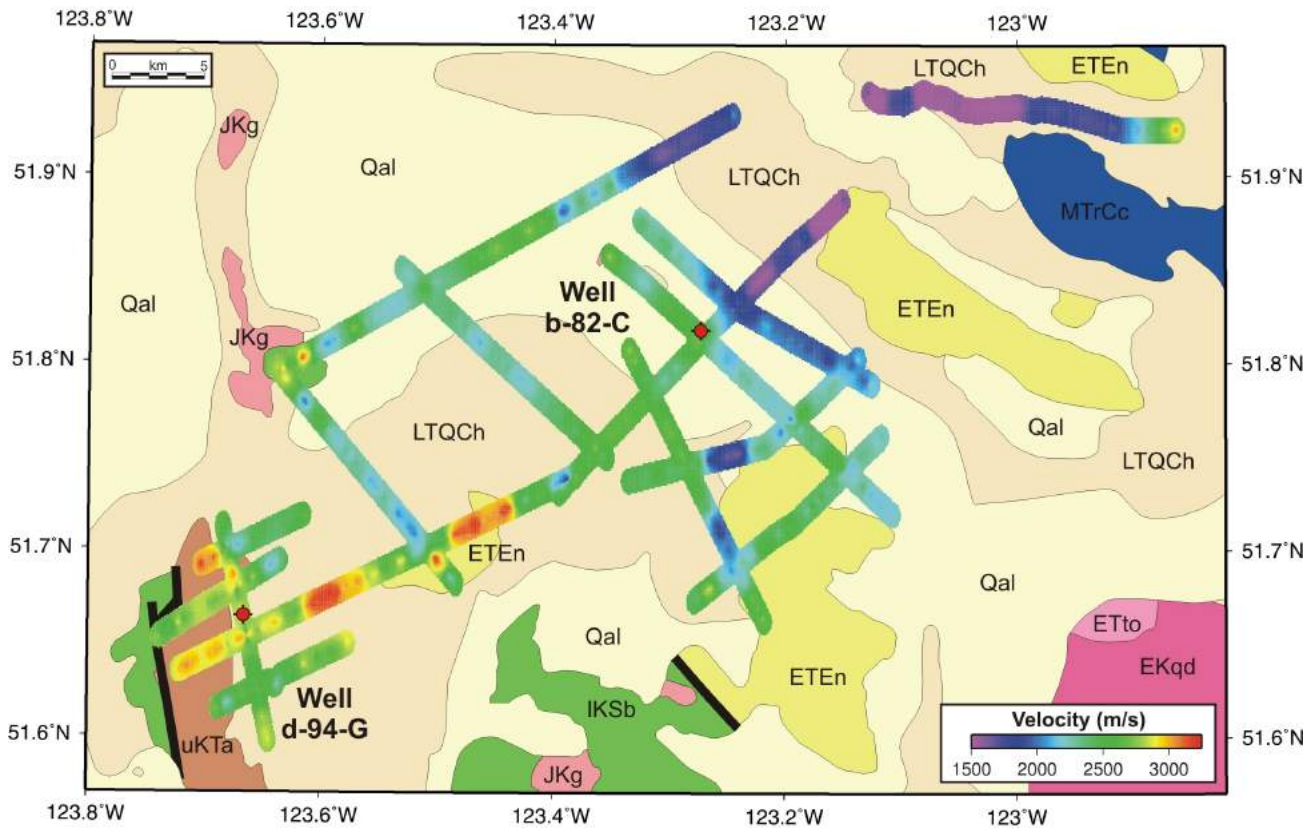 123.8°W 123.6°W 123.4°W 123.2°W 123°W
0 km 5
LTQCh ETEn
JKg
51.9°N Qal LTQCh 51.9°N
MTrCc
Qal
Well
b-82-C
ETEn
JKg
51.8°N 51.8°N
LTQCh
Qal
LTQCh
51.7°N ETEn 51.7°N
Qal
ETto
Qal
EKqd
ETEn
Well
d-94-G
IKSb
uKTa
51.6°N 51.6°N
JKg
Velocity (m/s)
1500 2000 2500 3000
123.8°W 123.6°W 123.4°W 123.2°W 123°W